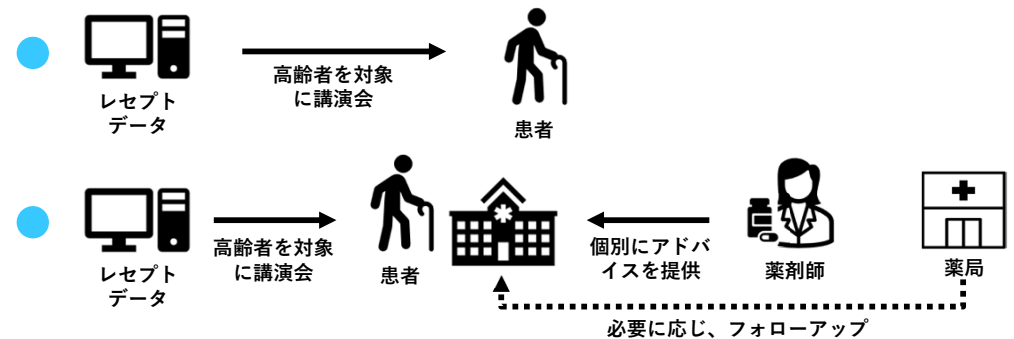 レセプト
データ
高齢者を対象
に講演会
患者
レセプト
データ
高齢者を対象
に講演会
患者
個別にアドバ
イスを提供
薬剤師
薬局
必要に応じ、フォローアップ